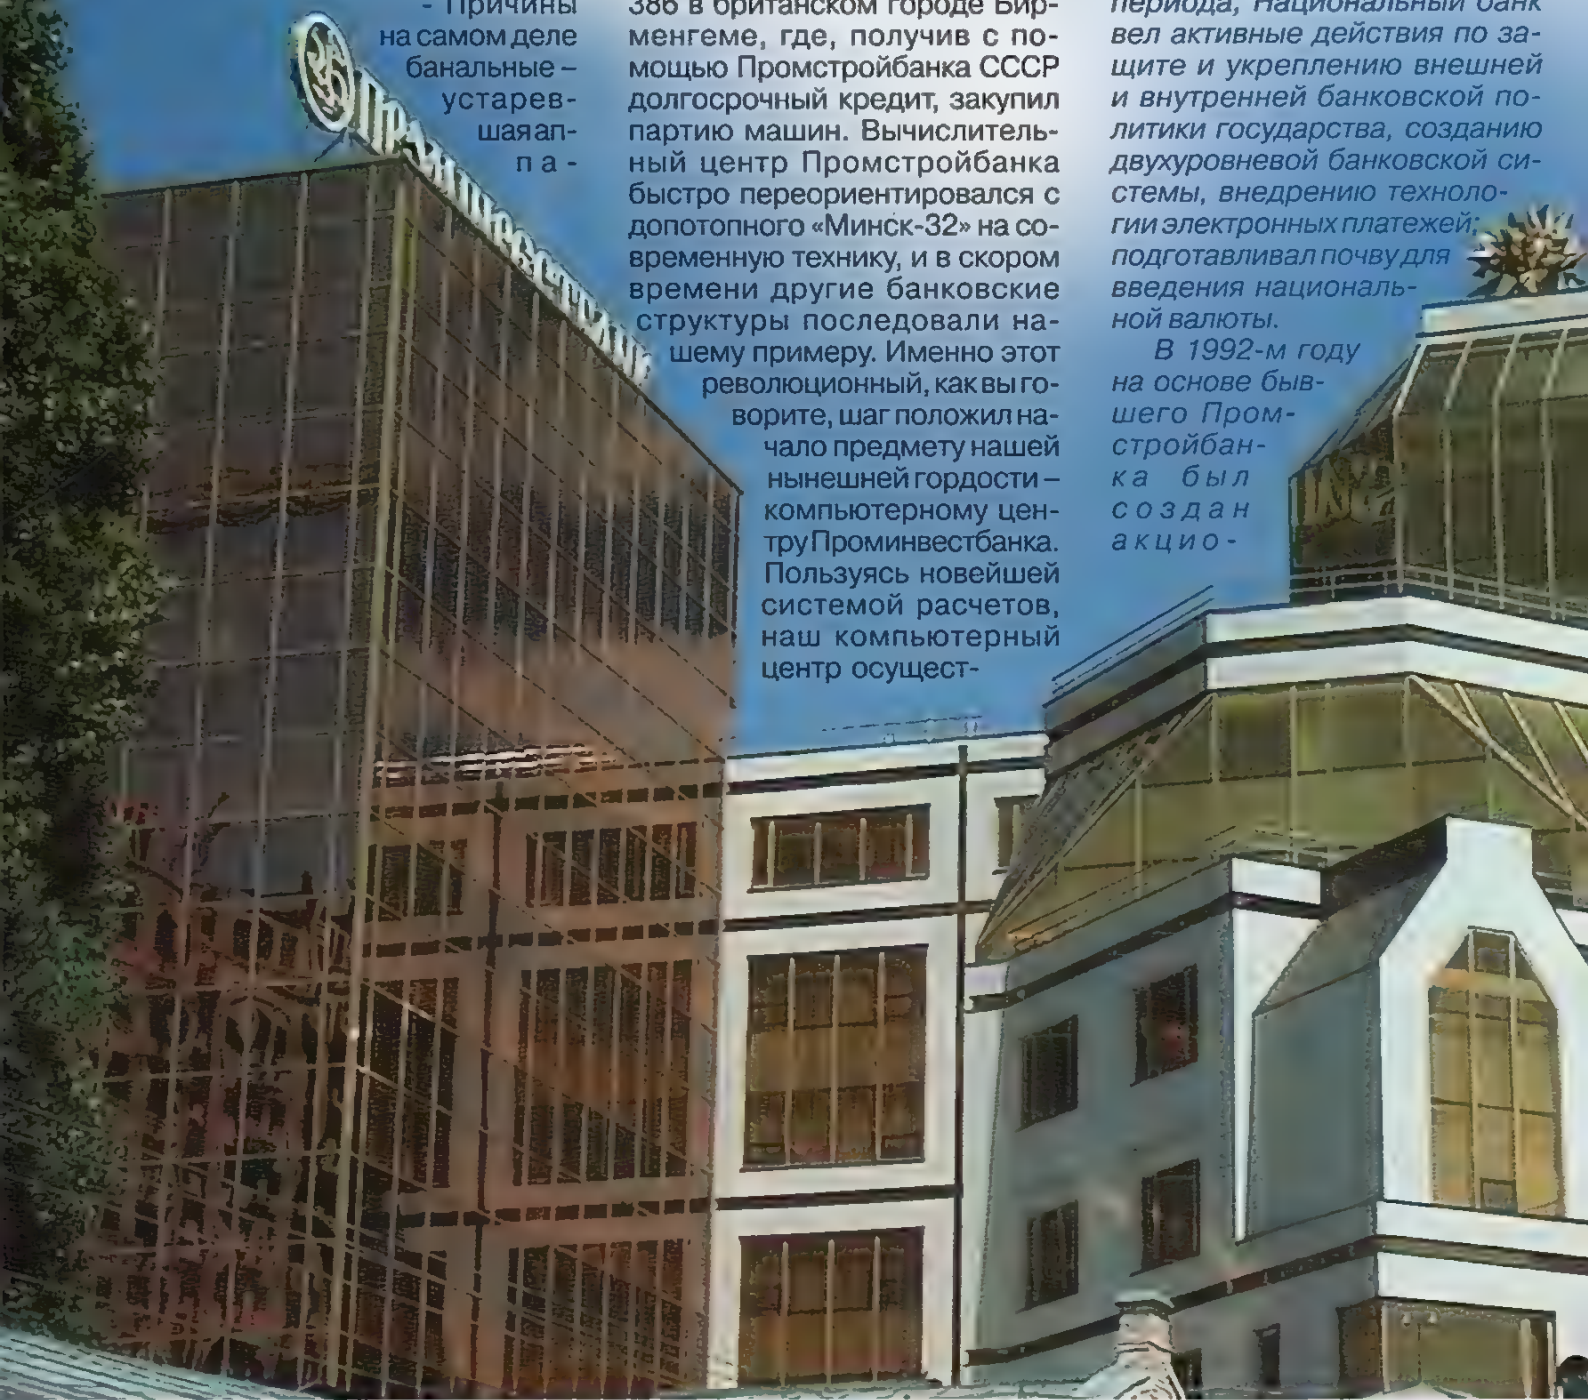 - Причины
на самом деле
банальные –
устарев-
шая ап-
па-
386 в британском городе Бир-
менгеме, где, получив с по-
мощью Промстройбанка СССР
долгосрочный кредит, закупил
партию машин. Вычислитель-
ный центр Промстройбанка
быстро переориентировался с
допотопного «Минск-32» на со-
временную технику, и в скором
времени другие банковские
структуры последовали на-
шему примеру. Именно этот
революционный, как вы го-
ворите, шаг положил на-
чало предмету нашей
нынешней гордости –
компьютерному цен-
тру Проминвестбанка.
Пользуясь новейшей
системой расчетов,
наш компьютерный
центр осущест-
периода, Национальный банк
вел активные действия по за-
щите и укреплению внешней
и внутренней банковской по-
литики государства, созданию
двухуровневой банковской си-
стемы, внедрению техноло-
гии электронных платежей;
подготавливал почву для
введения националь-
ной валюты.
В 1992-м году
на основе быв-
шего Пром-
стройбан-
ка был
создан
акцио-
ПРОМІНВЕСТБАНК